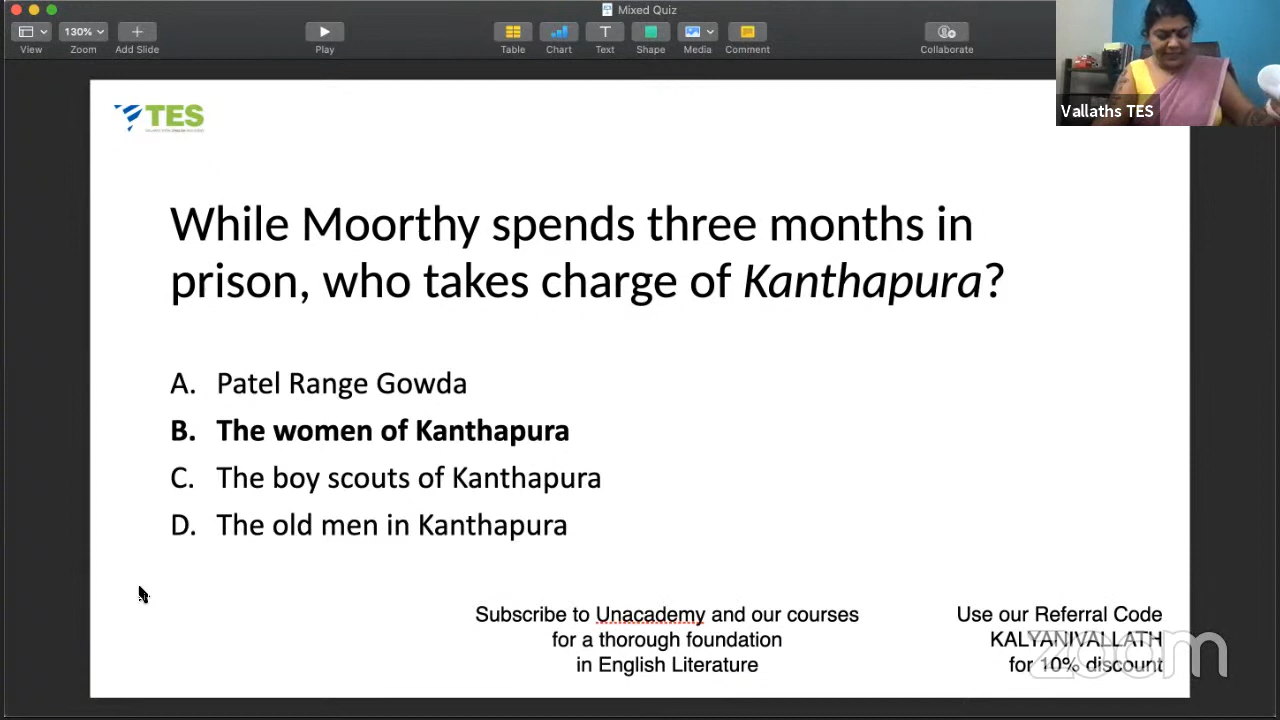 Mixed Quiz
130%
View
Zoom
Add Slide
Play
Table
Chart
Text
Shape
Media
Comment
Collaborate
Vallaths TES
TES
While Moorthy spends three months in
prison, who takes charge of Kanthapura?
A. Patel Range Gowda
B. The women of Kanthapura
C. The boy scouts of Kanthapura
D. The old men in Kanthapura
Subscribe to Unacademy and our courses
for a thorough foundation
in English Literature
Use our Referral Code
KALYANIVALLATH
for 10% discount
zoom